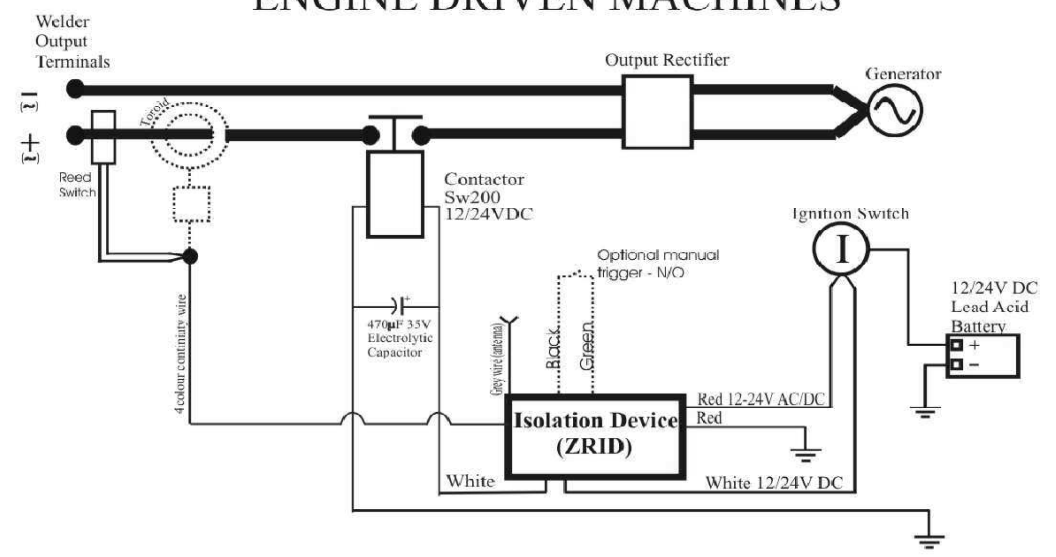 ENGINE DRIVEN MACHINES
Welder
Output
Terminals
Output Rectifier
Generator
−
(~)
+
(~)
Toroid
Reed
Switch
Contactor
Sw200
12/24VDC
Ignition Switch
I
Optional manual
trigger - N/O
12/24V DC
Lead Acid
Battery
+
−
+
470µF 35V
Electrolytic
Capacitor
4 colour continiuty wire
Grey wire (antenna)
Black
Green
Red 12-24V AC/DC
Red
Isolation Device
(ZRID)
White
White 12/24V DC